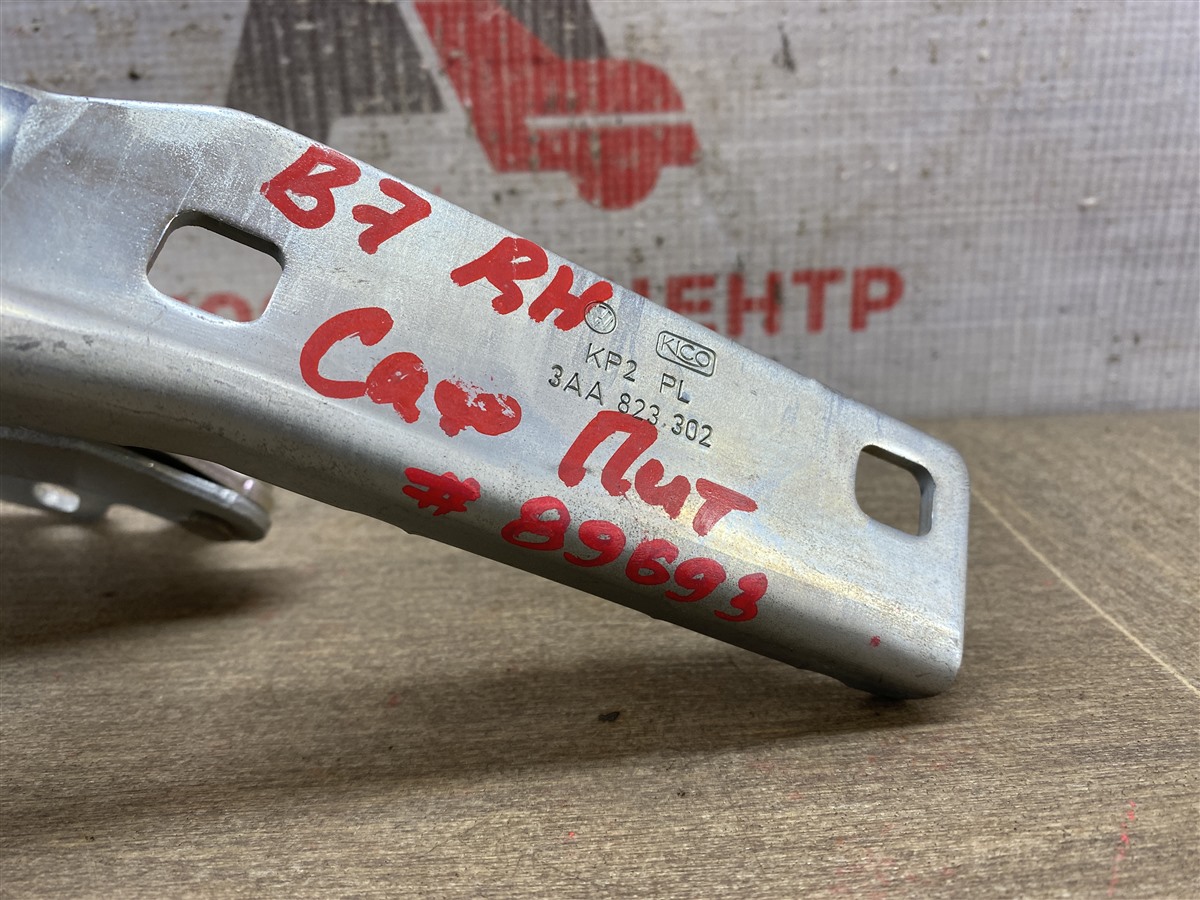 B7 RH
KICO
KP2 PL
3AA 823.302
Сар Пит
# 89693
ЦЕНТР